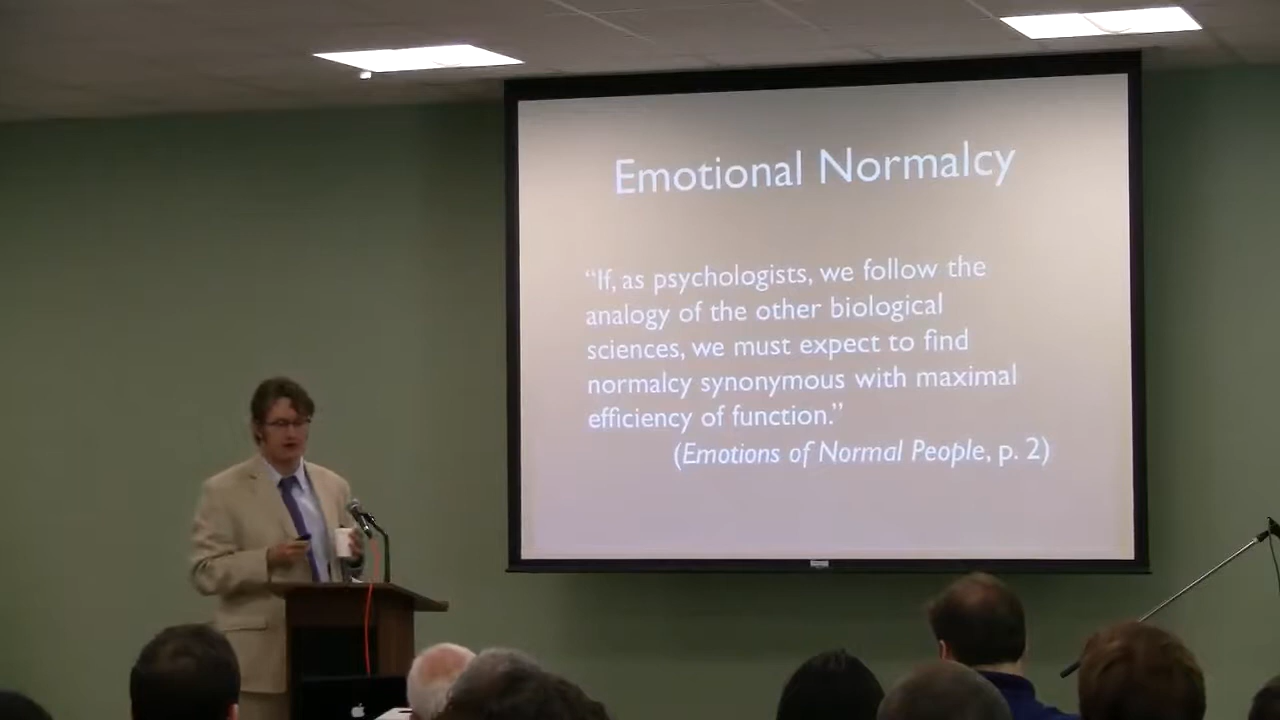 Emotional Normalcy
“If, as psychologists, we follow the
analogy of the other biological
sciences, we must expect to find
normalcy synonymous with maximal
efficiency of function.”
(Emotions of Normal People, p. 2)